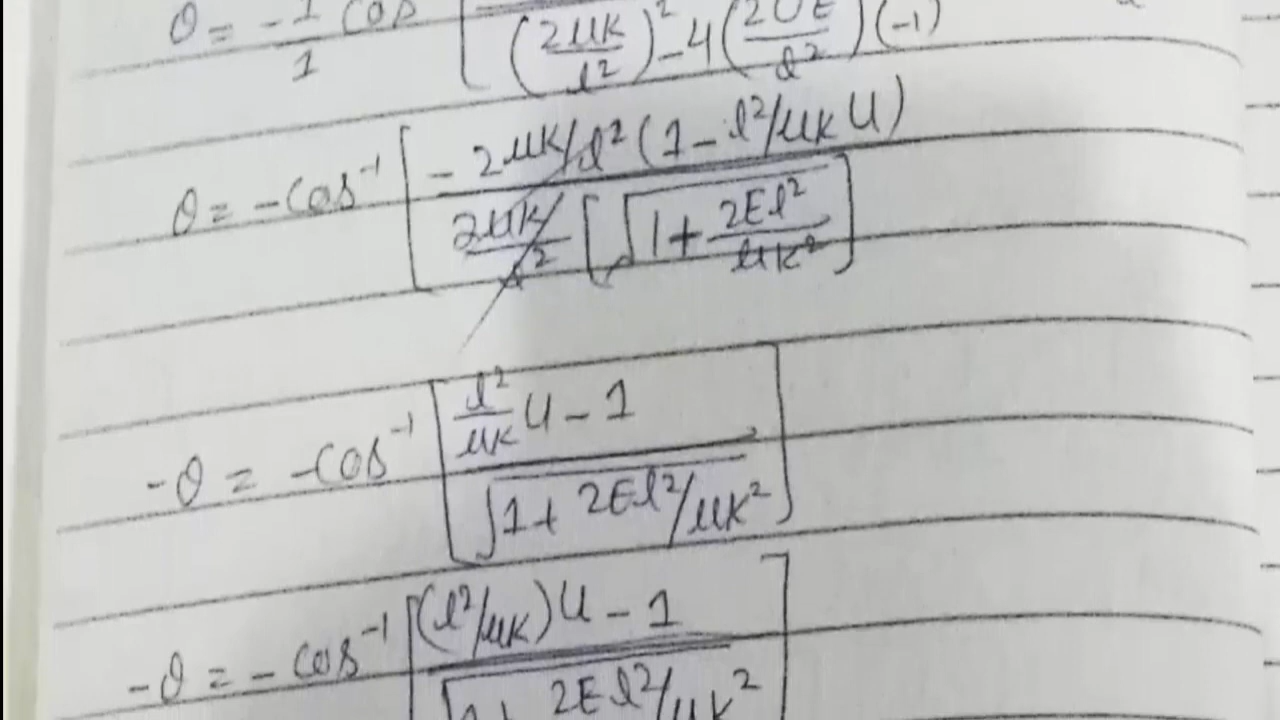 θ = -1/1 cos [ / (2μk/l²)² - 4(2μE/l²)(-1)
θ = -cos⁻¹ [ -2μk/l² (1 - l²/μk u) / 2μk/l² [√1 + 2El²/μk²] ]
-θ = -cos⁻¹ [ l²/μk u - 1 / √1 + 2El²/μk² ]
-θ = -cos⁻¹ [ (l²/μk)u - 1 / √1 + 2El²/μk² ]